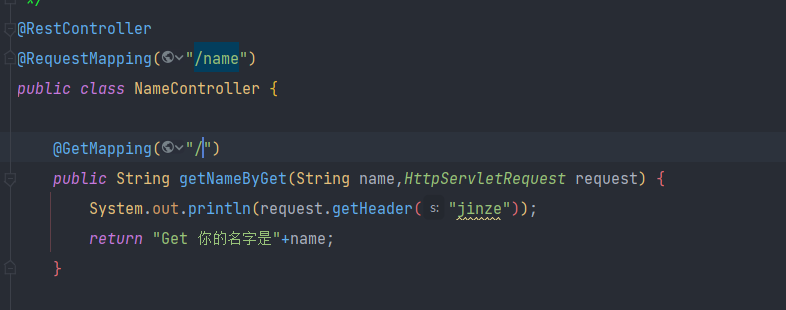 */
@RestController
@RequestMapping("/name")
public class NameController {
@GetMapping("/")
public String getNameByGet(String name,HttpServletRequest request) {
System.out.println(request.getHeader( s: "jinze"));
return "Get 你的名字是"+name;
}